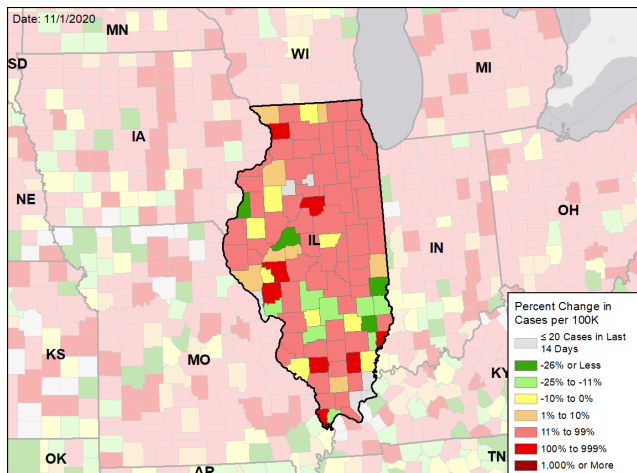 Date: 11/1/2020
MN
WI
SD
MI
IA
NE
OH
IL
IN
KS
MO
KY
OK
AR
TN
Percent Change in
Cases per 100K
≤ 20 Cases in Last
14 Days
-26% or Less
-25% to -11%
-10% to 0%
1% to 10%
11% to 99%
100% to 999%
1,000% or More